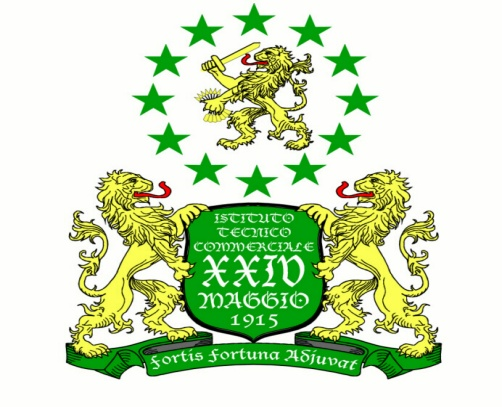 ISTITUTO
TECNICO
COMMERCIALE
XXIV
MAGGIO
1915
Fortis Fortuna Adjuvat